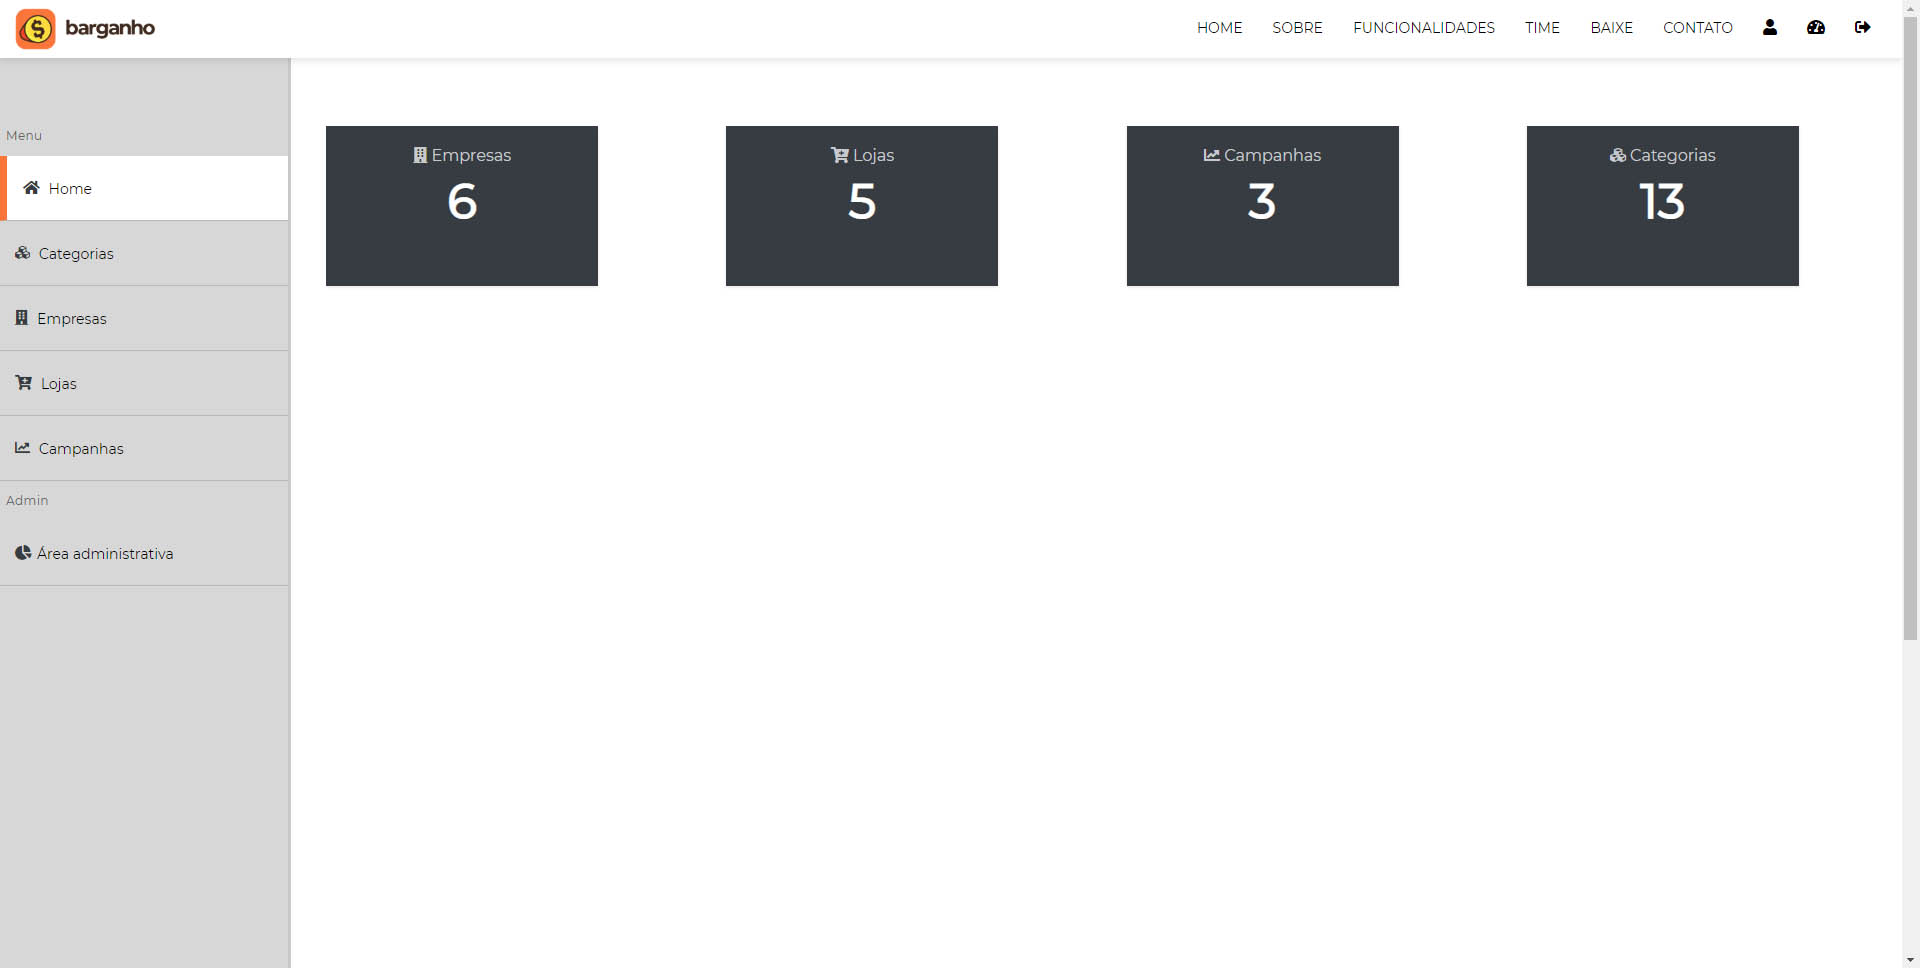 barganho
HOME SOBRE FUNCIONALIDADES TIME BAIXE CONTATO
Menu
Home
Categorias
Empresas
Lojas
Campanhas
Admin
Área administrativa
Empresas
6
Lojas
5
Campanhas
3
Categorias
13